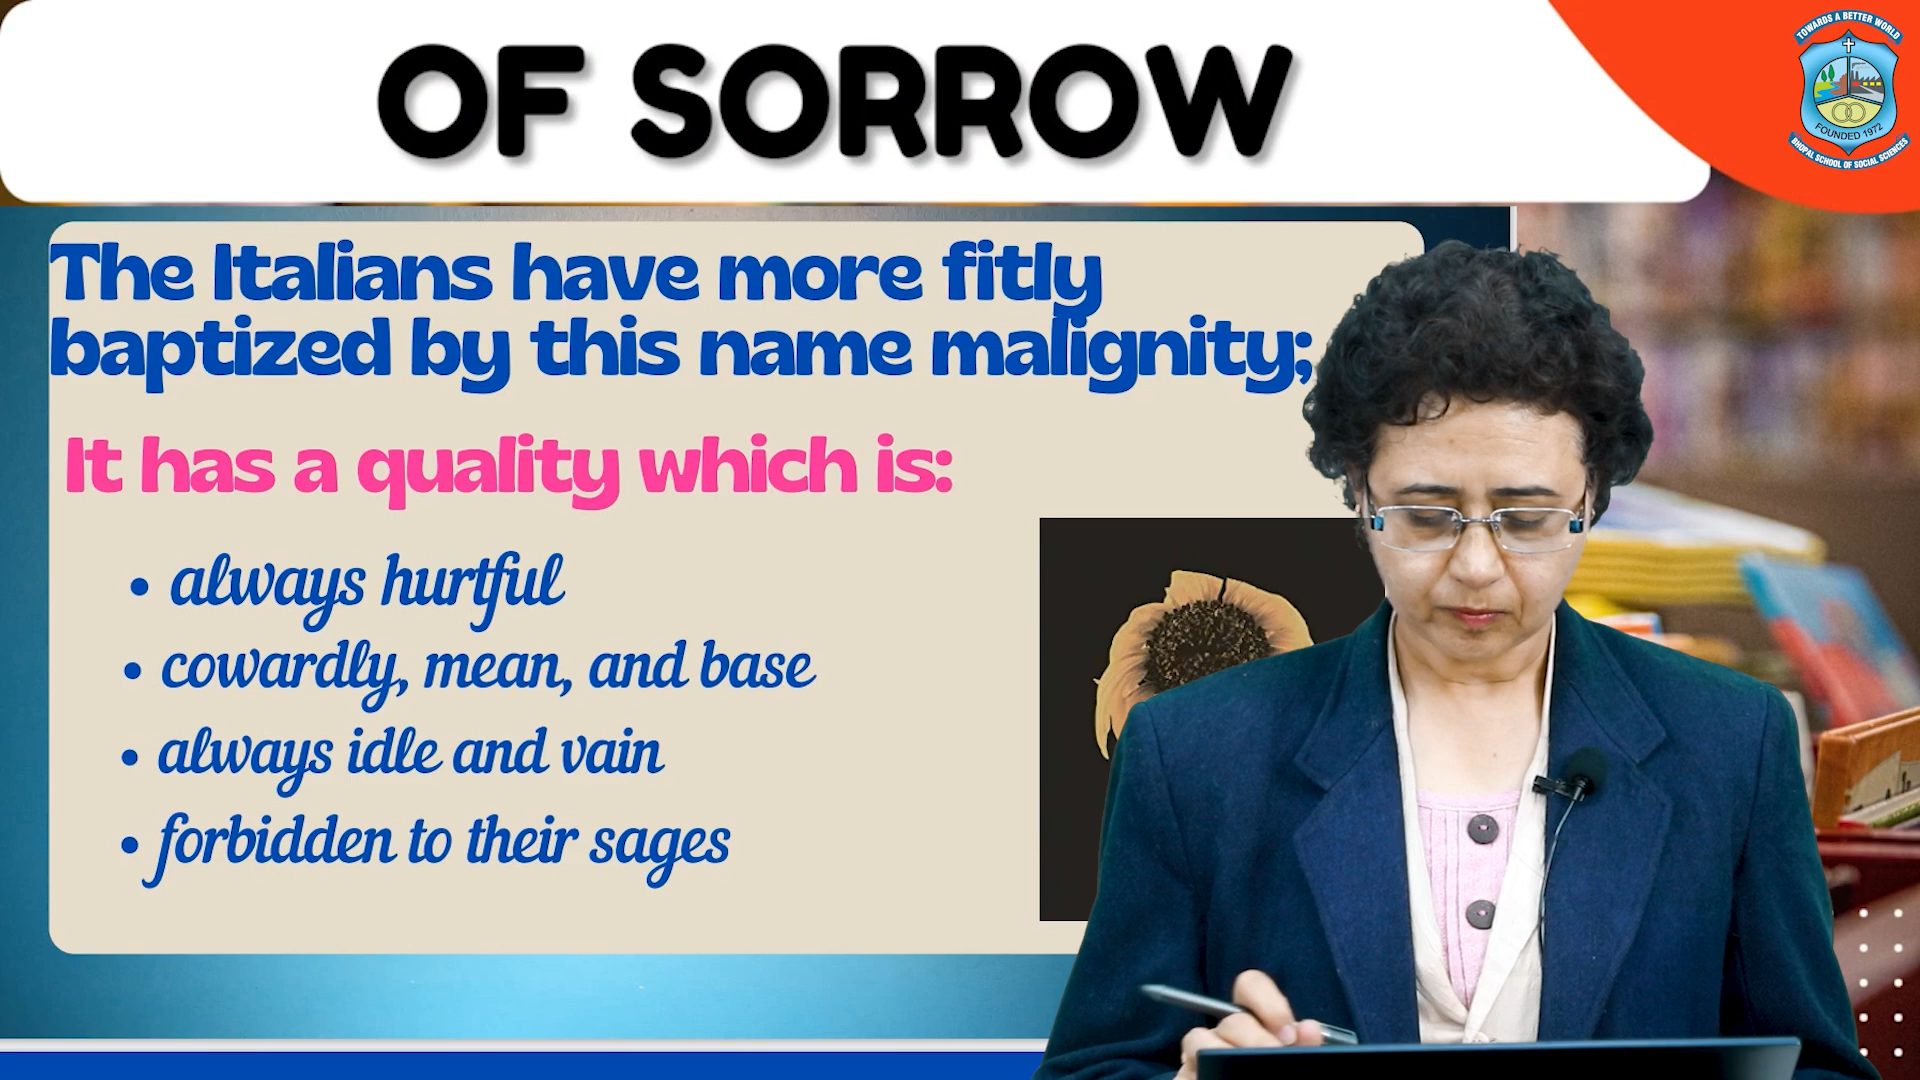 OF SORROW
TOWARDS A BETTER WORLD
FOUNDED 1972
BHOPAL SCHOOL OF SOCIAL SCIENCES
The Italians have more fitly
baptized by this name malignity;
It has a quality which is:
• always hurtful
• cowardly, mean, and base
• always idle and vain
• forbidden to their sages